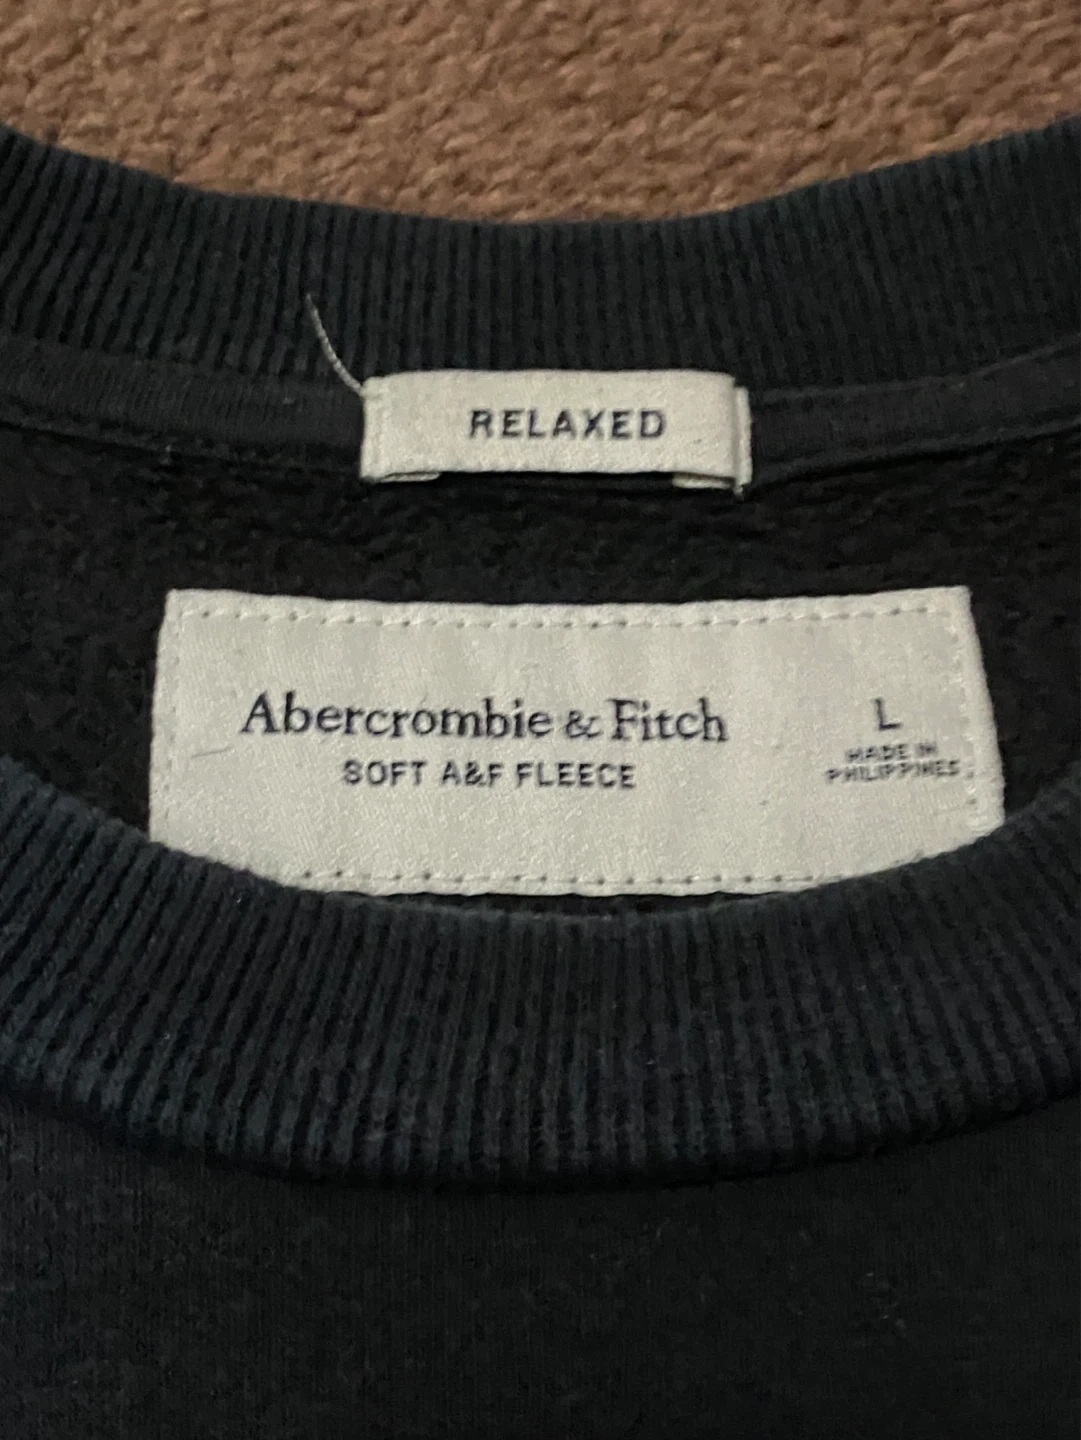 RELAXED
Abercrombie & Fitch
SOFT A&F FLEECE
L
MADE IN
PHILIPPINES